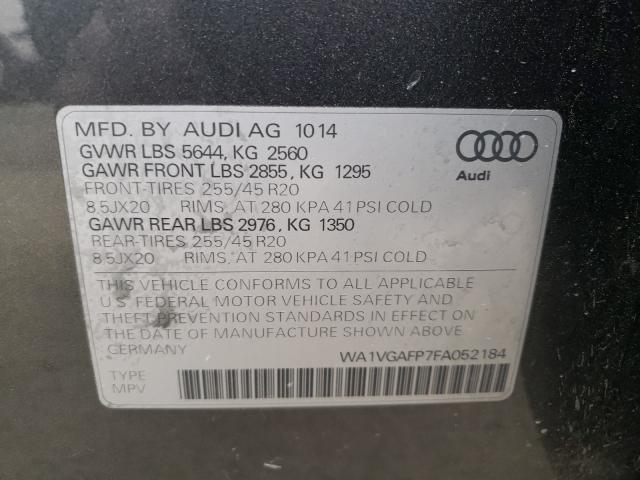 MFD. BY AUDI AG 10 14
GVWR LBS 5644, KG 2560
GAWR FRONT LBS 2855, KG 1295
FRONT-TIRES 255/45 R20
8.5JX20 RIMS, AT 280 KPA 41 PSI COLD
GAWR REAR LBS 2976, KG 1350
REAR-TIRES 255/45 R20
8.5JX20 RIMS, AT 280 KPA 41 PSI COLD
Audi
THIS VEHICLE CONFORMS TO ALL APPLICABLE
U.S. FEDERAL MOTOR VEHICLE SAFETY AND
THEFT PREVENTION STANDARDS IN EFFECT ON
THE DATE OF MANUFACTURE SHOWN ABOVE.
GERMANY
WA1VGAFP7FA052184
TYPE
MPV